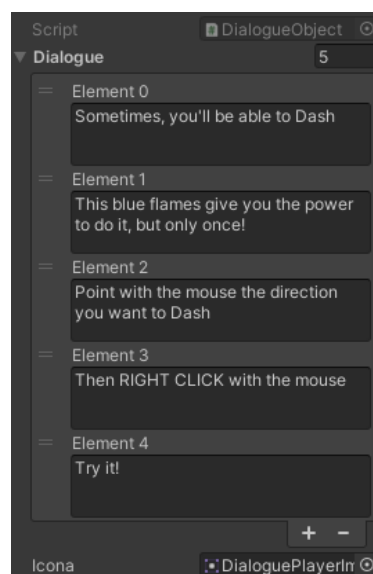 Script DialogueObject
Dialogue 5
Element 0
Sometimes, you'll be able to Dash
Element 1
This blue flames give you the power
to do it, but only once!
Element 2
Point with the mouse the direction
you want to Dash
Element 3
Then RIGHT CLICK with the mouse
Element 4
Try it!
+ -
Icona DialoguePlayerIm